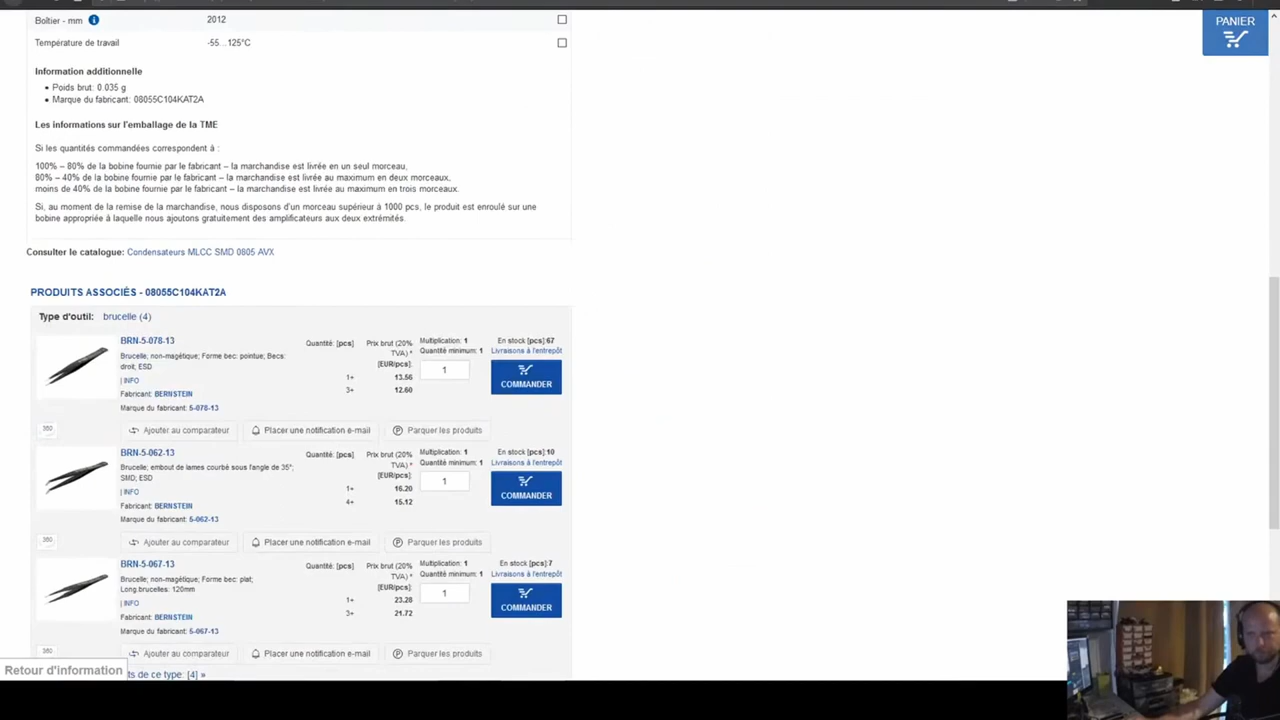 PANIER
Boîtier - mm 2012
Température de travail -55...125°C
Information additionnelle
• Poids brut: 0.035 g
• Marque du fabricant: 08055C104KAT2A
Les informations sur l'emballage de la TME
Si les quantités commandées correspondent à :
100% – 80% de la bobine fournie par le fabricant – la marchandise est livrée en un seul morceau,
80% – 40% de la bobine fournie par le fabricant – la marchandise est livrée au maximum en deux morceaux,
moins de 40% de la bobine fournie par le fabricant – la marchandise est livrée au maximum en trois morceaux.
Si, au moment de la remise de la marchandise, nous disposons d'un morceau supérieur à 1000 pcs, le produit est enroulé sur une
bobine appropriée à laquelle nous ajoutons gratuitement des amplificateurs aux deux extrémités.
Consulter le catalogue: Condensateurs MLCC SMD 0805 AVX
PRODUITS ASSOCIÉS - 08055C104KAT2A
Type d'outil: brucelle (4)
BRN-5-078-13
Brucelle; non-magétique; Forme bec: pointue; Becs:
droit; ESD
| INFO
Fabricant: BERNSTEIN
Marque du fabricant: 5-078-13
Quantité: [pcs] Prix brut (20%
TVA) *
[EUR/pcs]:
1+ 13.56
3+ 12.60
Multiplication: 1
Quantité minimum: 1
1
En stock [pcs]:67
Livraisons à l'entrepôt
COMMANDER
360
Ajouter au comparateur Placer une notification e-mail Parquer les produits
BRN-5-062-13
Brucelle; embout de lames courbé sous l'angle de 35°;
SMD; ESD
| INFO
Fabricant: BERNSTEIN
Marque du fabricant: 5-062-13
Quantité: [pcs] Prix brut (20%
TVA) *
[EUR/pcs]:
1+ 16.20
4+ 15.12
Multiplication: 1
Quantité minimum: 1
1
En stock [pcs]:10
Livraisons à l'entrepôt
COMMANDER
360
Ajouter au comparateur Placer une notification e-mail Parquer les produits
BRN-5-067-13
Brucelle; non-magétique; Forme bec: plat;
Long.brucelles: 120mm
| INFO
Fabricant: BERNSTEIN
Marque du fabricant: 5-067-13
Quantité: [pcs] Prix brut (20%
TVA) *
[EUR/pcs]:
1+ 23.28
3+ 21.72
Multiplication: 1
Quantité minimum: 1
1
En stock [pcs]:7
Livraisons à l'entrepôt
COMMANDER
360
Ajouter au comparateur Placer une notification e-mail Parquer les produits
Retour d'information
ts de ce type: [4] »